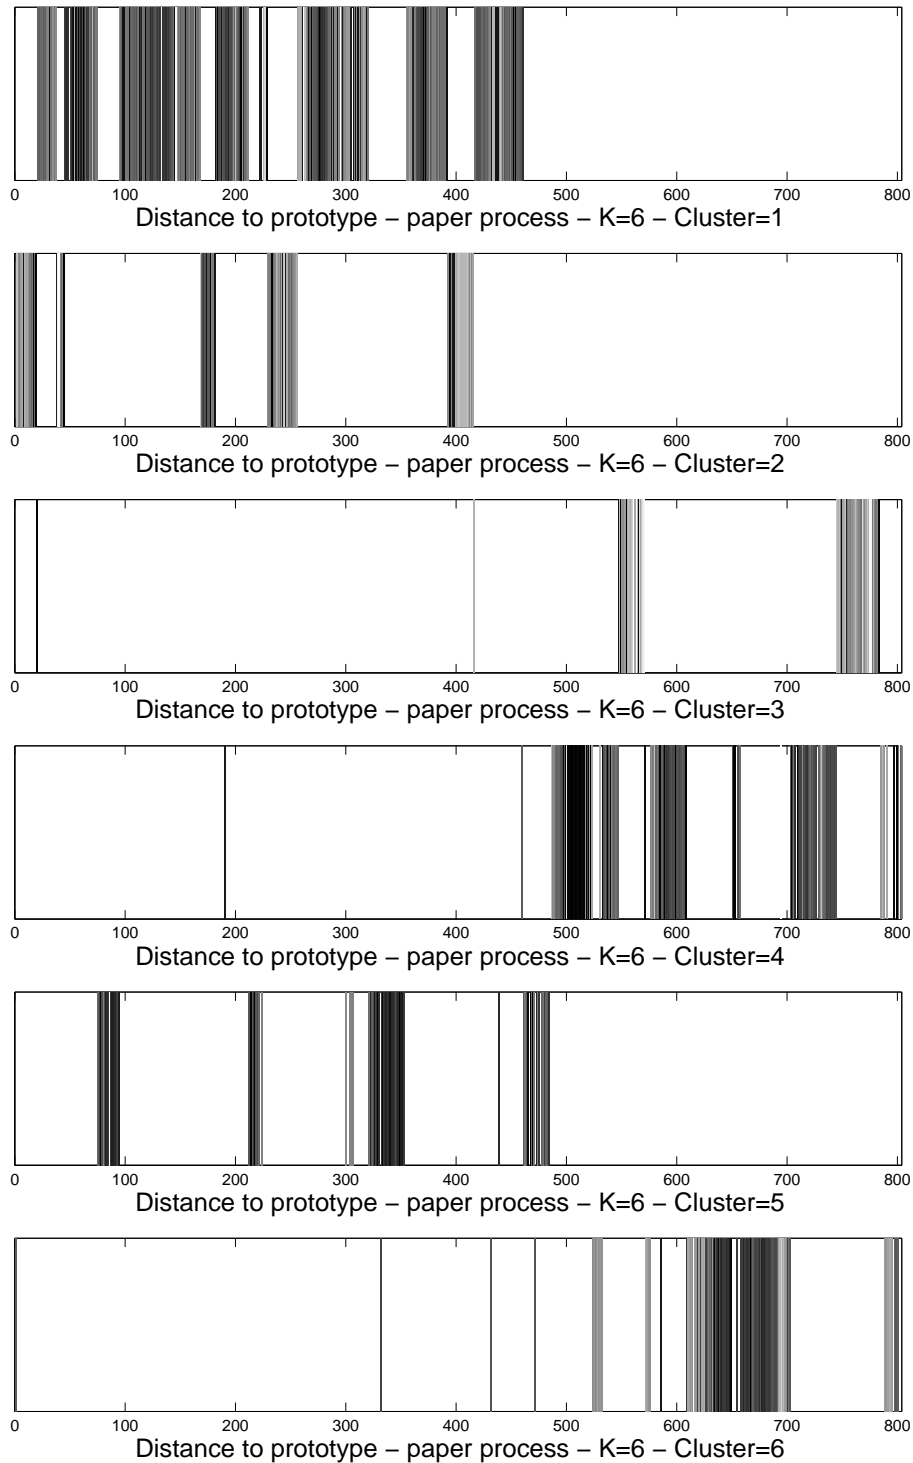 0 100 200 300 400 500 600 700 800
Distance to prototype – paper process – K=6 – Cluster=1
0 100 200 300 400 500 600 700 800
Distance to prototype – paper process – K=6 – Cluster=2
0 100 200 300 400 500 600 700 800
Distance to prototype – paper process – K=6 – Cluster=3
0 100 200 300 400 500 600 700 800
Distance to prototype – paper process – K=6 – Cluster=4
0 100 200 300 400 500 600 700 800
Distance to prototype – paper process – K=6 – Cluster=5
0 100 200 300 400 500 600 700 800
Distance to prototype – paper process – K=6 – Cluster=6